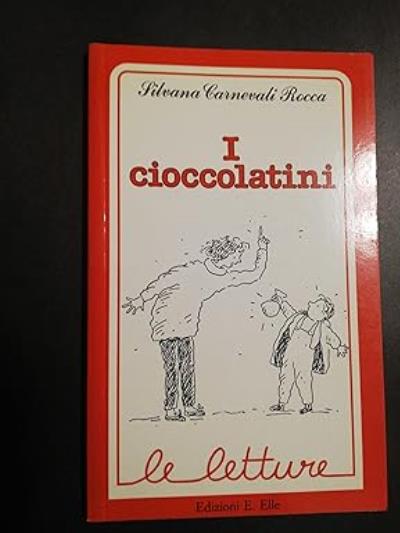 Silvana Carnevali Rocca
I
cioccolatini
le letture
Edizioni E. Elle